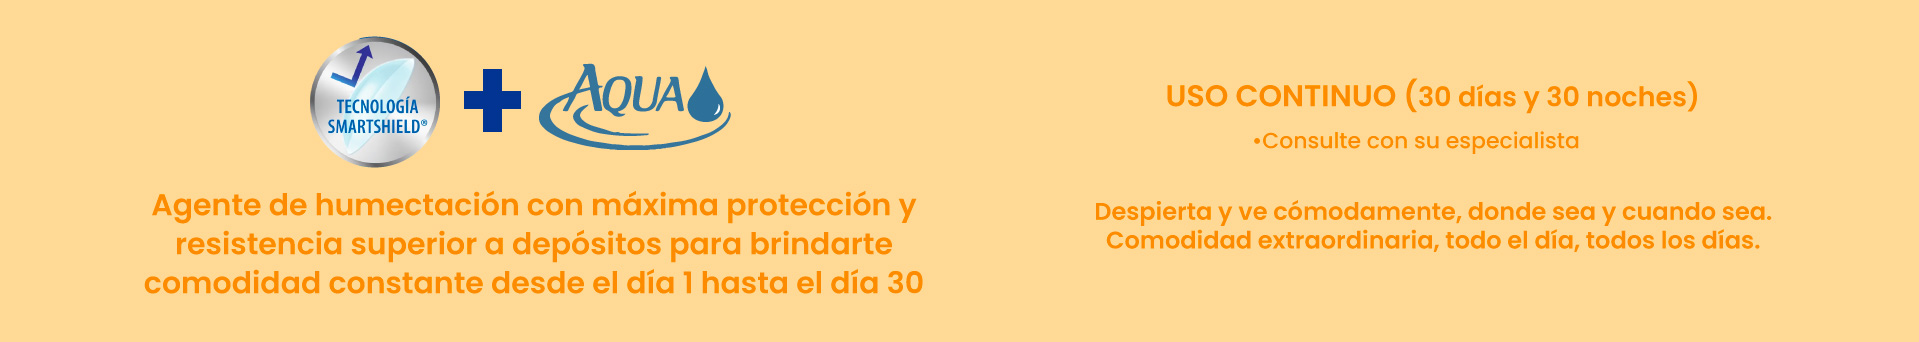 TECNOLOGÍA
SMARTSHIELD®
AQUA
Agente de humectación con máxima protección y
resistencia superior a depósitos para brindarte
comodidad constante desde el día 1 hasta el día 30
USO CONTINUO (30 días y 30 noches)
•Consulte con su especialista
Despierta y ve cómodamente, donde sea y cuando sea.
Comodidad extraordinaria, todo el día, todos los días.